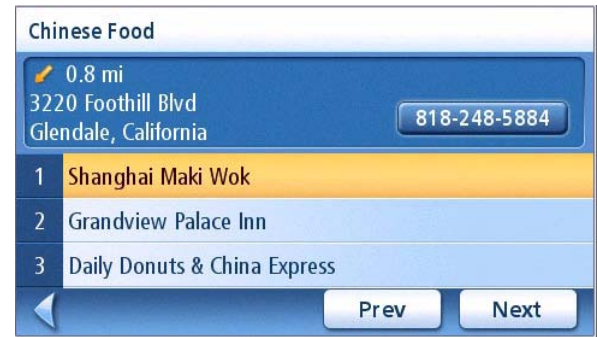 Chinese Food
0.8 mi
3220 Foothill Blvd
Glendale, California
818-248-5884
1 Shanghai Maki Wok
2 Grandview Palace Inn
3 Daily Donuts & China Express
Prev Next